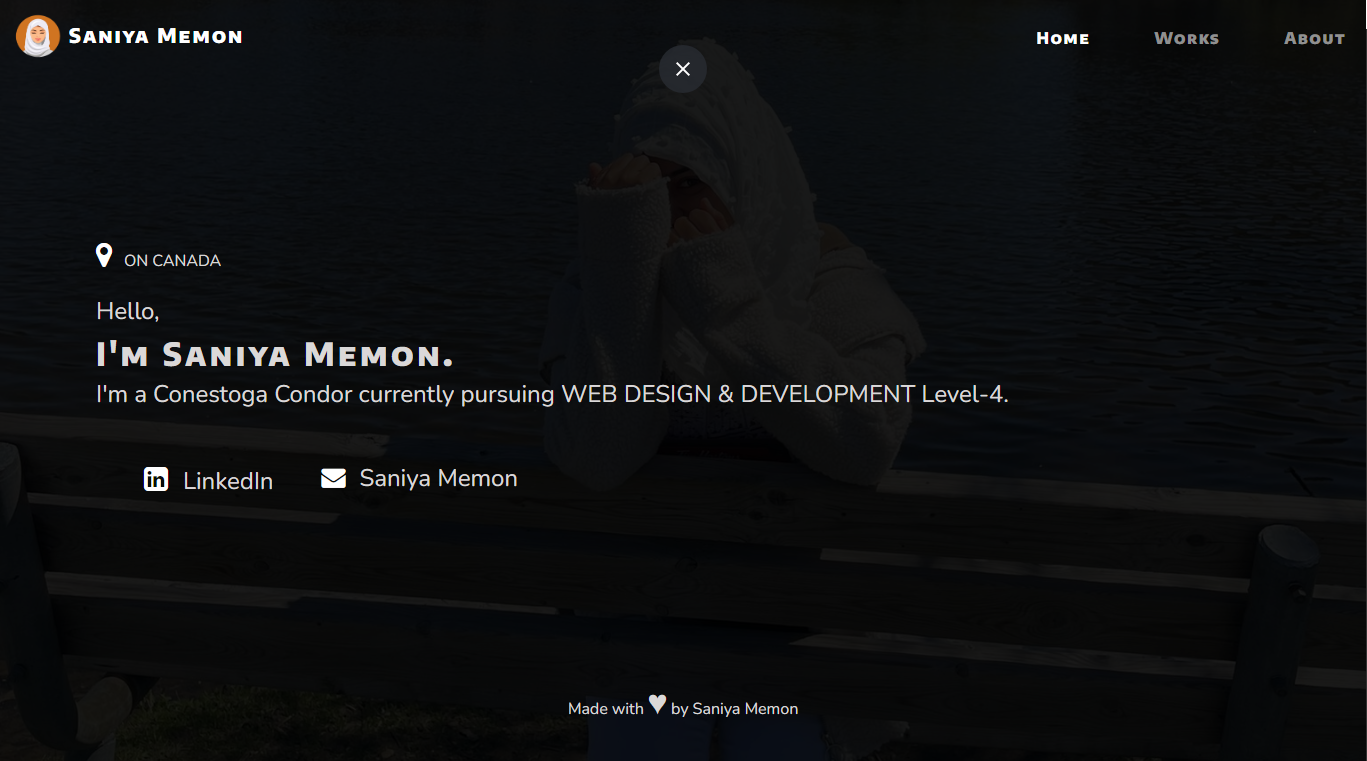 Saniya Memon
Home Works About
ON CANADA
Hello,
I'm Saniya Memon.
I'm a Conestoga Condor currently pursuing WEB DESIGN & DEVELOPMENT Level-4.
in LinkedIn Saniya Memon
Made with ♥ by Saniya Memon